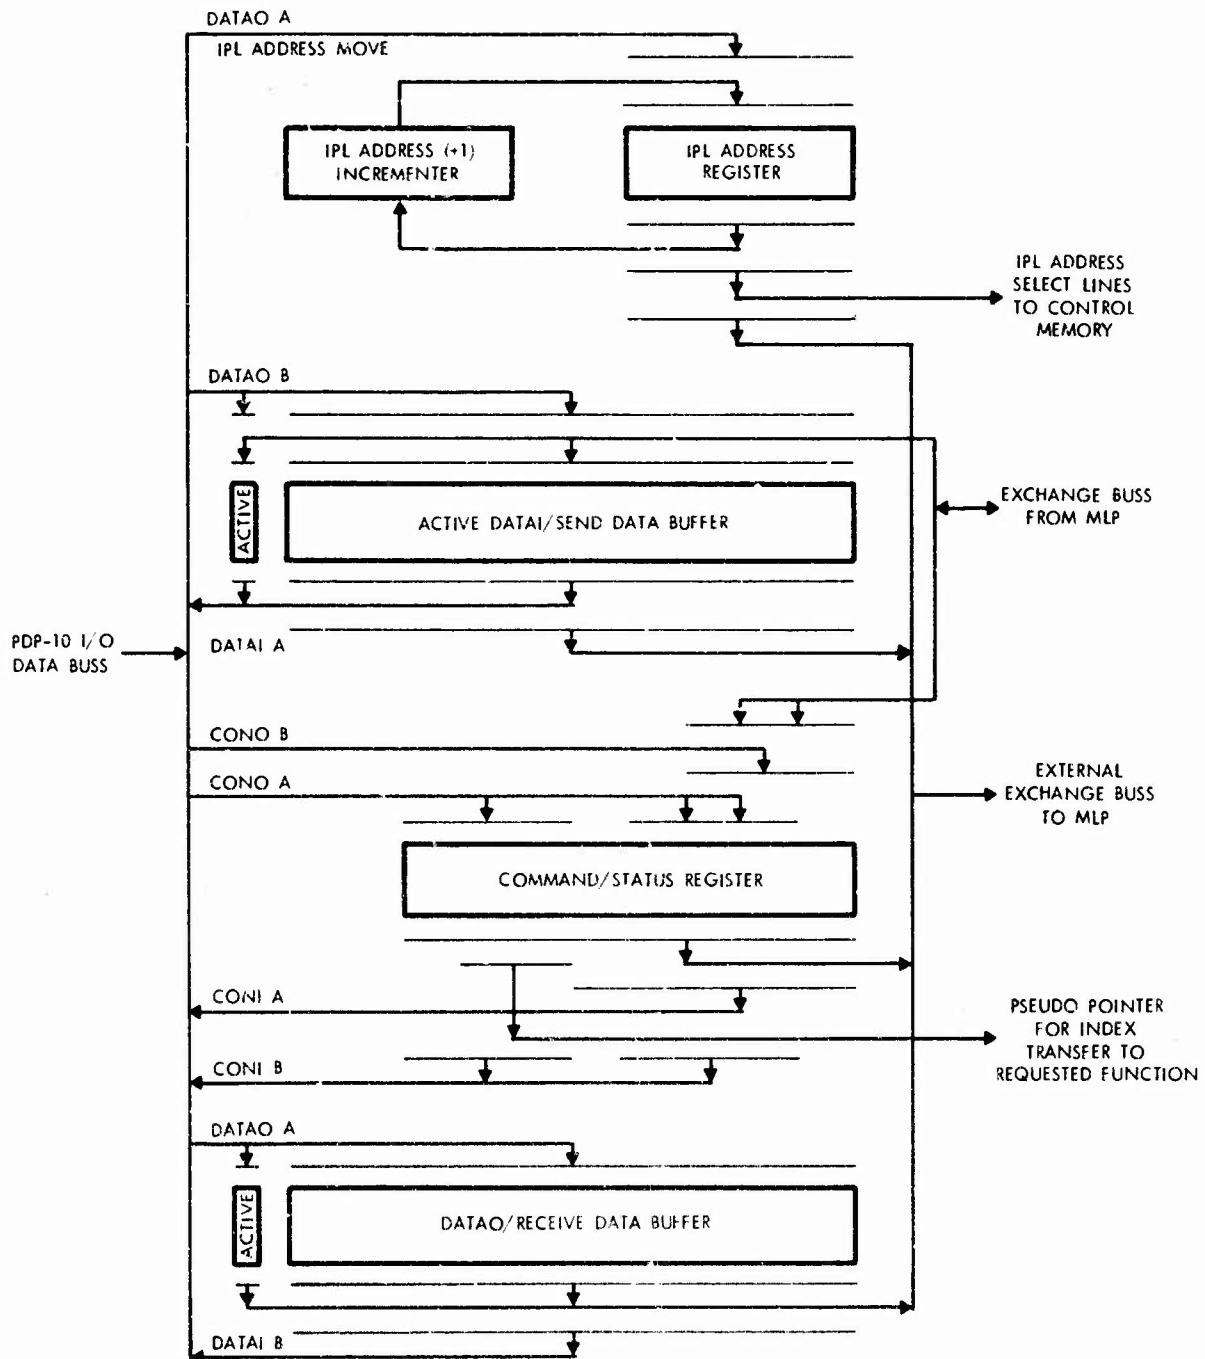 DATAO A
IPL ADDRESS MOVE
IPL ADDRESS (+1)
INCREMENTER
IPL ADDRESS
REGISTER
IPL ADDRESS
SELECT LINES
TO CONTROL
MEMORY
DATAO B
ACTIVE
ACTIVE DATAI/SEND DATA BUFFER
EXCHANGE BUSS
FROM MLP
PDP-10 I/O
DATA BUSS
DATAI A
CONO B
CONO A
EXTERNAL
EXCHANGE BUSS
TO MLP
COMMAND/STATUS REGISTER
CONI A
PSEUDO POINTER
FOR INDEX
TRANSFER TO
REQUESTED FUNCTION
CONI B
DATAO A
ACTIVE
DATAO/RECEIVE DATA BUFFER
DATAI B